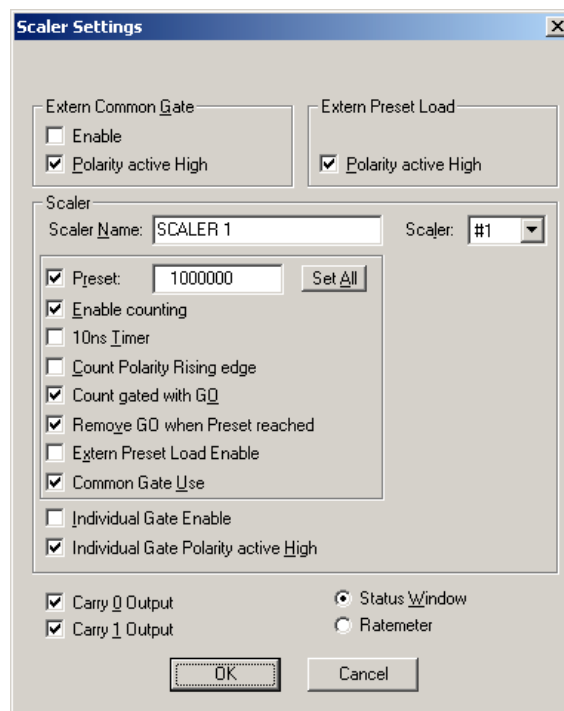 Scaler Settings
Extern Common Gate
Enable
Polarity active High
Extern Preset Load
Polarity active High
Scaler
Scaler Name: SCALER 1
Scaler: #1
Preset: 1000000 Set All
Enable counting
10ns Timer
Count Polarity Rising edge
Count gated with GO
Remove GO when Preset reached
Extern Preset Load Enable
Common Gate Use
Individual Gate Enable
Individual Gate Polarity active High
Carry 0 Output
Carry 1 Output
Status Window
Ratemeter
OK Cancel